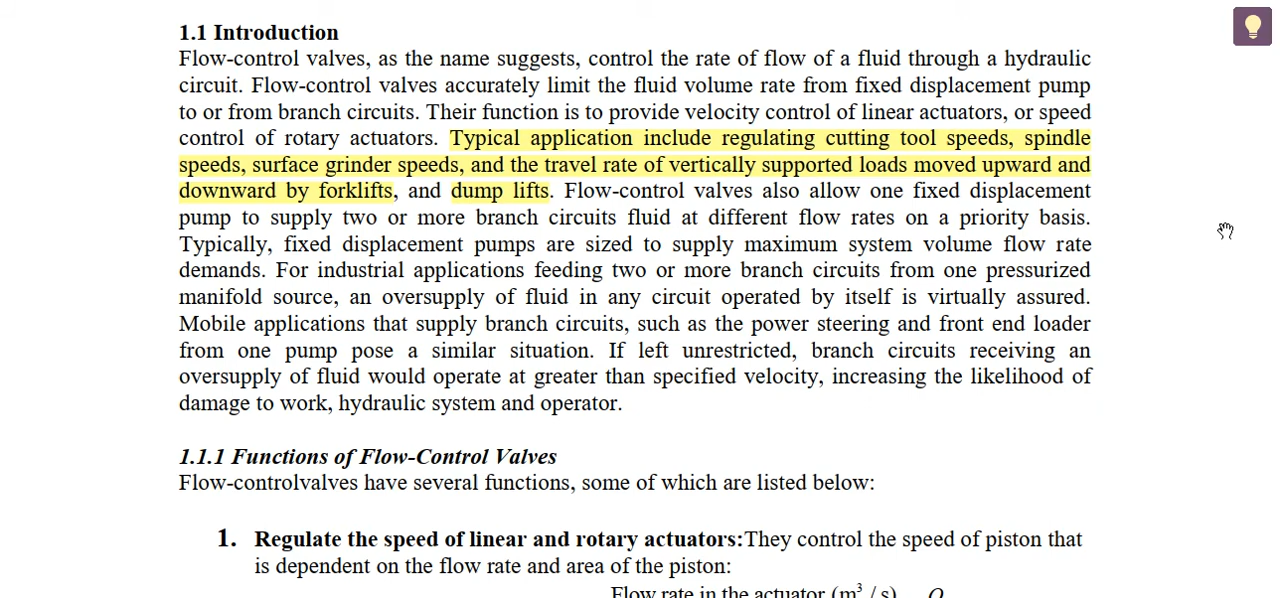 1.1 Introduction
Flow-control valves, as the name suggests, control the rate of flow of a fluid through a hydraulic
circuit. Flow-control valves accurately limit the fluid volume rate from fixed displacement pump
to or from branch circuits. Their function is to provide velocity control of linear actuators, or speed
control of rotary actuators. Typical application include regulating cutting tool speeds, spindle
speeds, surface grinder speeds, and the travel rate of vertically supported loads moved upward and
downward by forklifts, and dump lifts. Flow-control valves also allow one fixed displacement
pump to supply two or more branch circuits fluid at different flow rates on a priority basis.
Typically, fixed displacement pumps are sized to supply maximum system volume flow rate
demands. For industrial applications feeding two or more branch circuits from one pressurized
manifold source, an oversupply of fluid in any circuit operated by itself is virtually assured.
Mobile applications that supply branch circuits, such as the power steering and front end loader
from one pump pose a similar situation. If left unrestricted, branch circuits receiving an
oversupply of fluid would operate at greater than specified velocity, increasing the likelihood of
damage to work, hydraulic system and operator.
1.1.1 Functions of Flow-Control Valves
Flow-controlvalves have several functions, some of which are listed below:
1. Regulate the speed of linear and rotary actuators:They control the speed of piston that
is dependent on the flow rate and area of the piston:
Flow rate in the actuator (m³ / s) Q